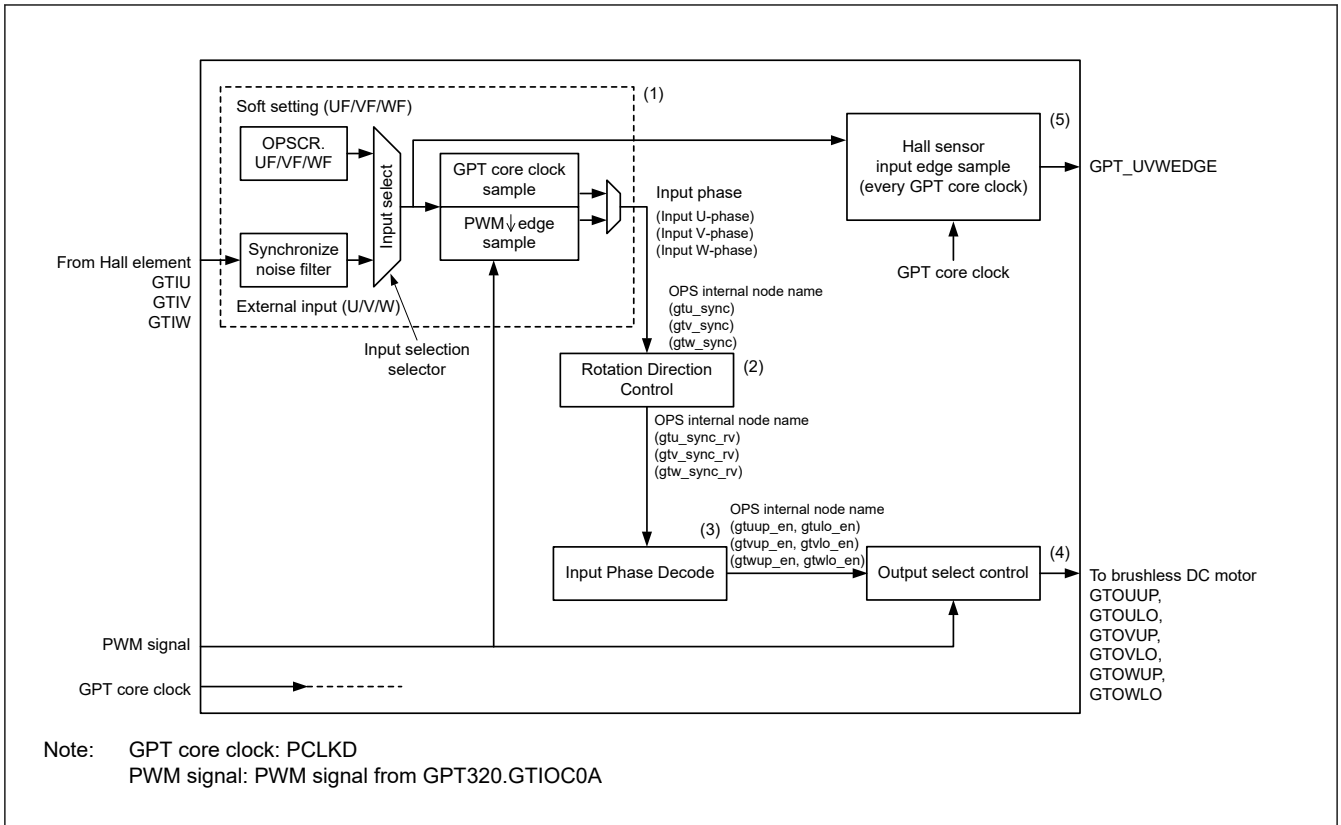 (1)
Soft setting (UF/VF/WF)
OPSCR.
UF/VF/WF
Input select
GPT core clock
sample
PWM↓edge
sample
Synchronize
noise filter
External input (U/V/W)
From Hall element
GTIU
GTIV
GTIW
Input selection
selector
Input phase
(Input U-phase)
(Input V-phase)
(Input W-phase)
(5)
Hall sensor
input edge sample
(every GPT core clock)
GPT_UVWEDGE
GPT core clock
OPS internal node name
(gtu_sync)
(gtv_sync)
(gtw_sync)
(2)
Rotation Direction
Control
OPS internal node name
(gtu_sync_rv)
(gtv_sync_rv)
(gtw_sync_rv)
OPS internal node name
(gtuup_en, gtulo_en)
(gtvup_en, gtvlo_en)
(gtwup_en, gtwlo_en)
(3)
Input Phase Decode
Output select control
(4)
To brushless DC motor
GTOUUP,
GTOULO,
GTOVUP,
GTOVLO,
GTOWUP,
GTOWLO
PWM signal
GPT core clock
Note: GPT core clock: PCLKD
PWM signal: PWM signal from GPT320.GTIOC0A